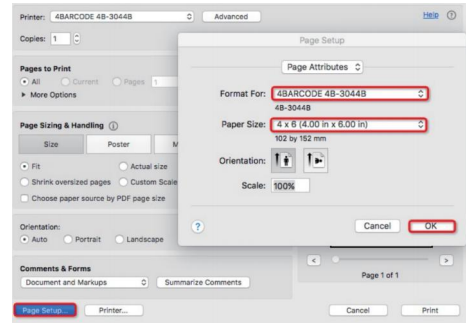 Printer: 4BARCODE 4B-3044B Advanced Help ?
Copies: 1
Pages to Print
All Current Pages 1
More Options
Page Sizing & Handling i
Size Poster M
Fit Actual size
Shrink oversized pages Custom Scale
Choose paper source by PDF page size
Orientation:
Auto Portrait Landscape
Comments & Forms
Document and Markups Summarize Comments
Page Setup... Printer...
Page Setup
Page Attributes
Format For: 4BARCODE 4B-3044B
4B-3044B
Paper Size: 4 x 6 (4.00 in x 6.00 in)
102 by 152 mm
Orientation:
Scale: 100%
? Cancel OK
< >
Page 1 of 1
Cancel Print